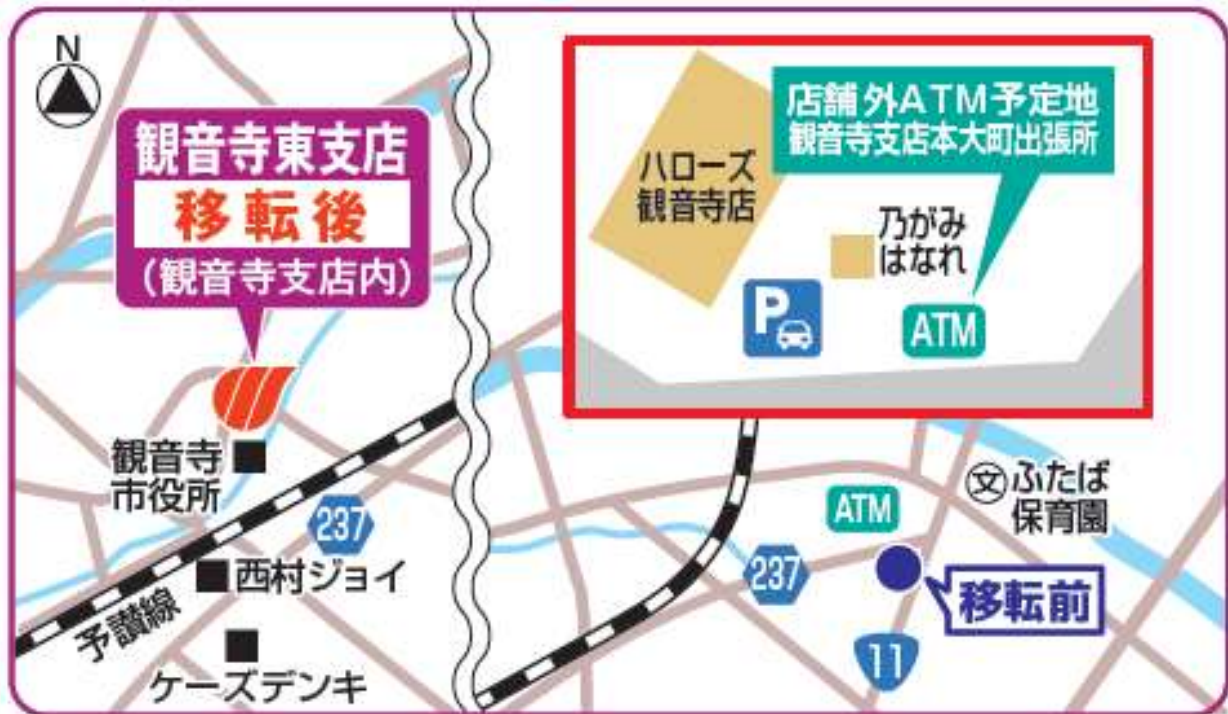 N
観音寺東支店
移転後
(観音寺支店内)
観音寺
市役所
237
西村ジョイ
予讃線
ケーズデンキ
店舗外ATM予定地
観音寺支店本大町出張所
ハローズ
観音寺店
乃がみ
はなれ
P
ATM
文
ふたば
保育園
ATM
237
移転前
11